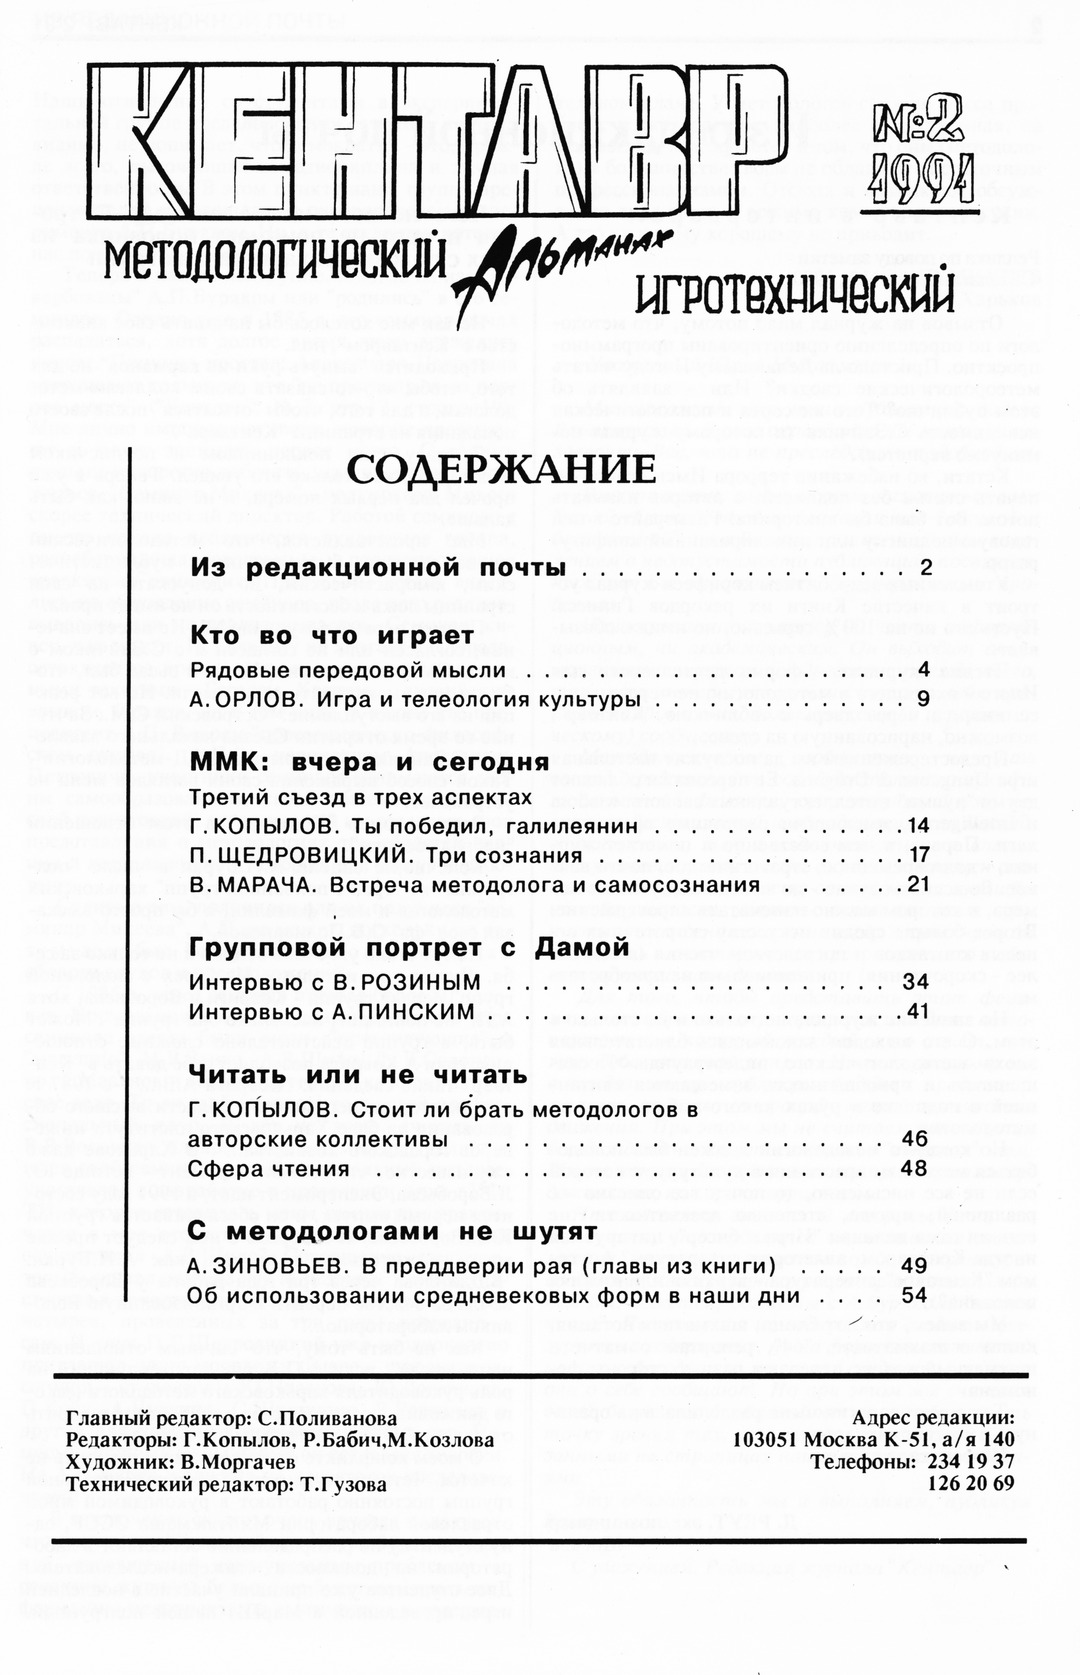 КЕНТАВР
№2
1991
МЕТОДОЛОГИЧЕСКИЙ
АЛЬМАНАХ
ИГРОТЕХНИЧЕСКИЙ
СОДЕРЖАНИЕ
Из редакционной почты . . . . . . . . . . . . . . . . 2
Кто во что играет
Рядовые передовой мысли . . . . . . . . . . . . . . . . . . 4
А.ОРЛОВ. Игра и телеология культуры . . . . . . . . . . . . . 9
ММК: вчера и сегодня
Третий съезд в трех аспектах
Г.КОПЫЛОВ. Ты победил, галилеянин . . . . . . . . . . . . 14
П.ЩЕДРОВИЦКИЙ. Три сознания . . . . . . . . . . . . . . 17
В.МАРАЧА. Встреча методолога и самосознания . . . . . . . 21
Групповой портрет с Дамой
Интервью с В.РОЗИНЫМ . . . . . . . . . . . . . . . . . . . 34
Интервью с А.ПИНСКИМ . . . . . . . . . . . . . . . . . . . 41
Читать или не читать
Г.КОПЫЛОВ. Стоит ли брать методологов в
авторские коллективы . . . . . . . . . . . . . . . . . . . . 46
Сфера чтения . . . . . . . . . . . . . . . . . . . . . . . . . 48
С методологами не шутят
А.ЗИНОВЬЕВ. В преддверии рая (главы из книги) . . . . . . 49
Об использовании средневековых форм в наши дни . . . . 54
Главный редактор: С.Поливанова
Редакторы: Г.Копылов, Р.Бабич,М.Козлова
Художник: В.Моргачев
Технический редактор: Т.Гузова
Адрес редакции:
103051 Москва К-51, а/я 140
Телефоны: 234 19 37
126 20 69